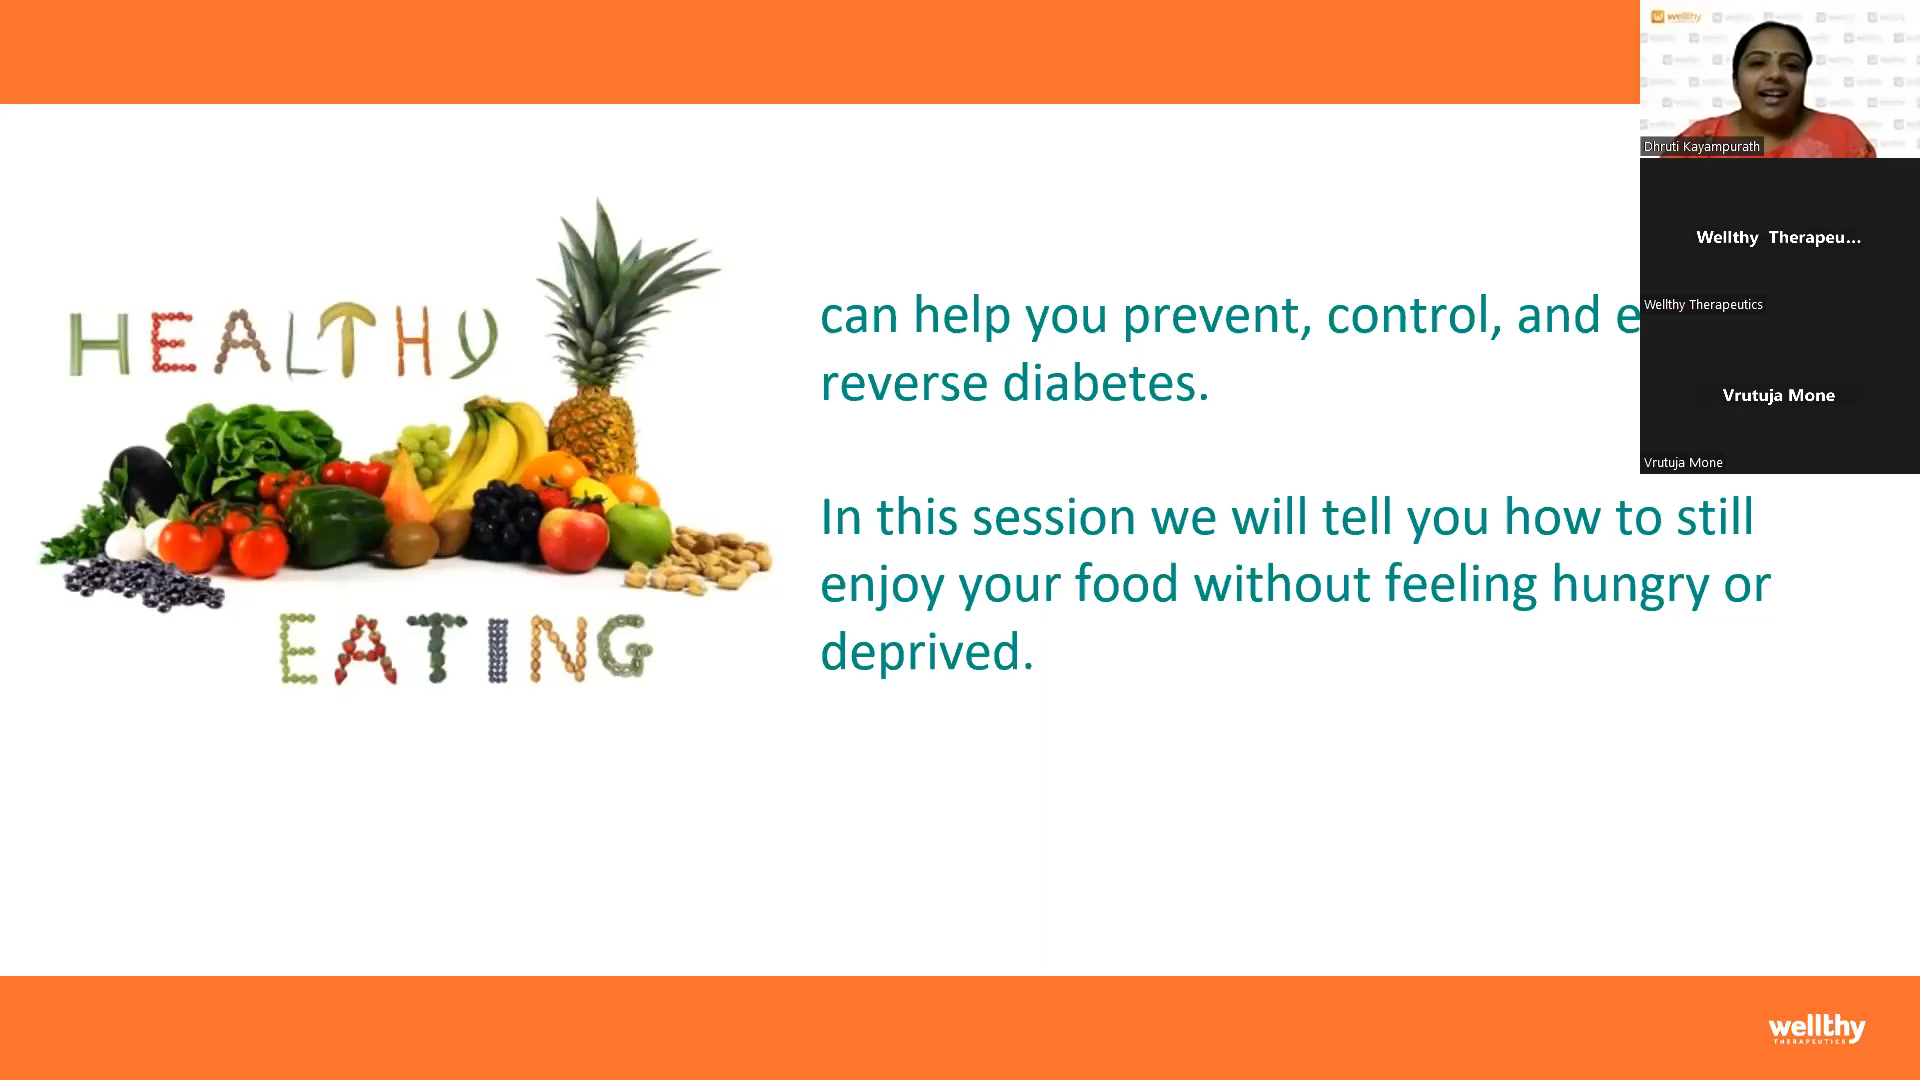 HEALTHY
EATING
can help you prevent, control, and e
reverse diabetes.
In this session we will tell you how to still
enjoy your food without feeling hungry or
deprived.
wellthy
Dhruti Kayampurath
Wellthy Therapeu...
Wellthy Therapeutics
Vrutuja Mone
Vrutuja Mone
wellthy
THERAPEUTICS